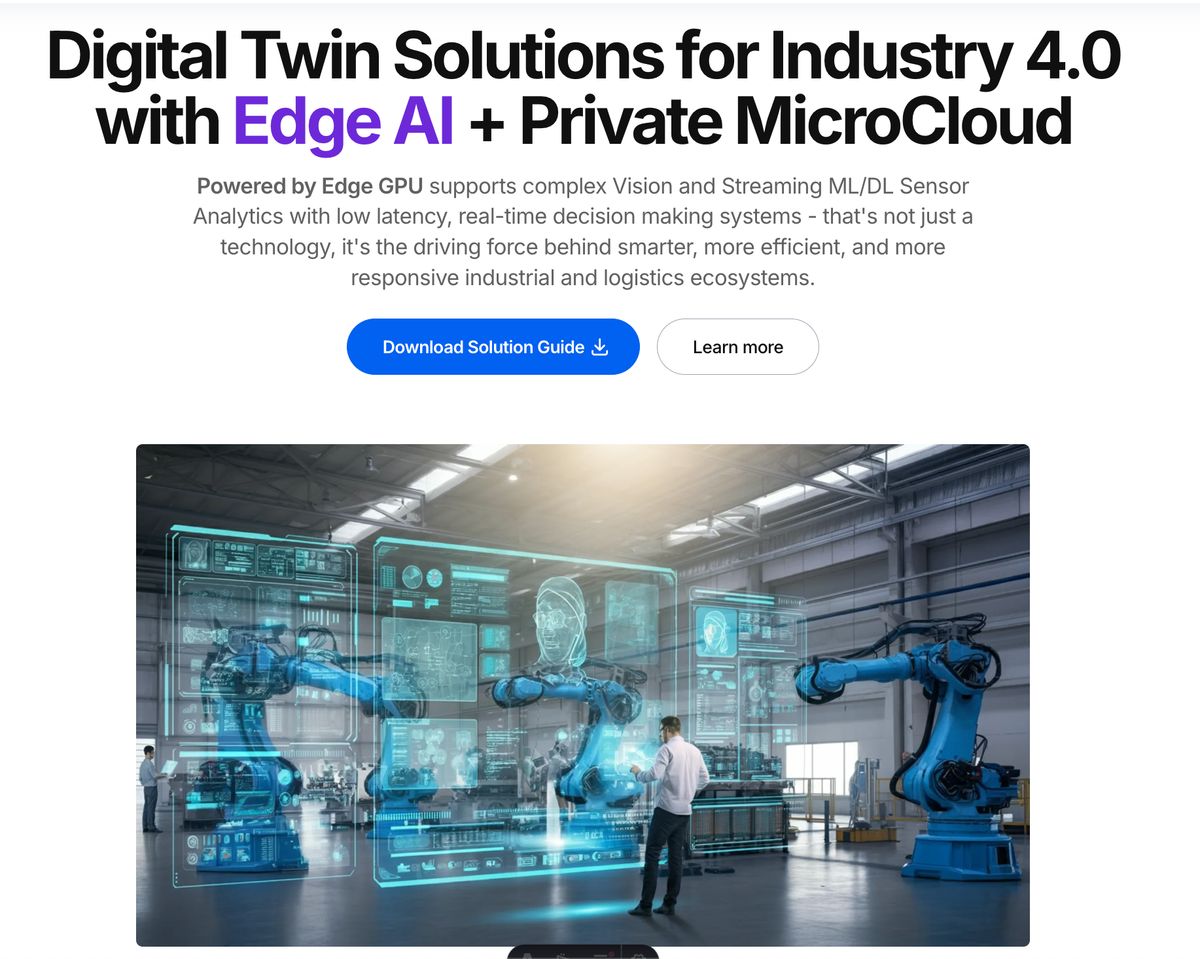 Digital Twin Solutions for Industry 4.0
with Edge AI + Private MicroCloud
Powered by Edge GPU supports complex Vision and Streaming ML/DL Sensor
Analytics with low latency, real-time decision making systems - that's not just a
technology, it's the driving force behind smarter, more efficient, and more
responsive industrial and logistics ecosystems.
Download Solution Guide
Learn more